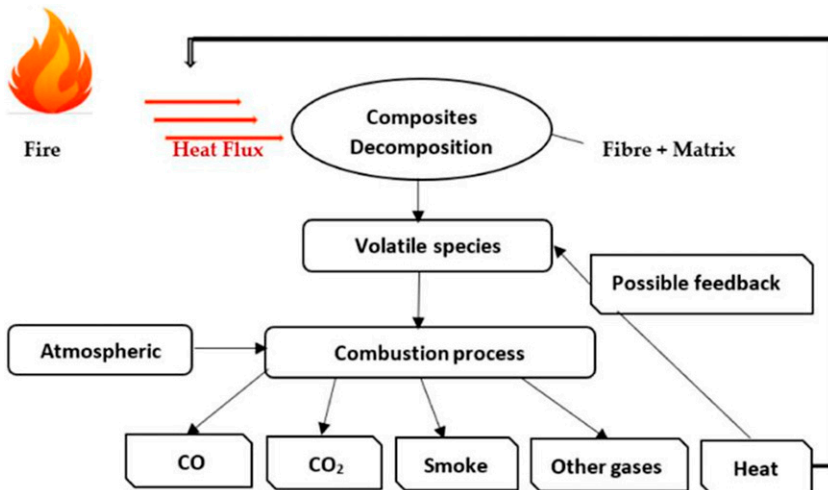 Fire
Heat Flux
Composites
Decomposition
Fibre + Matrix
Volatile species
Possible feedback
Atmospheric
Combustion process
CO
CO₂
Smoke
Other gases
Heat